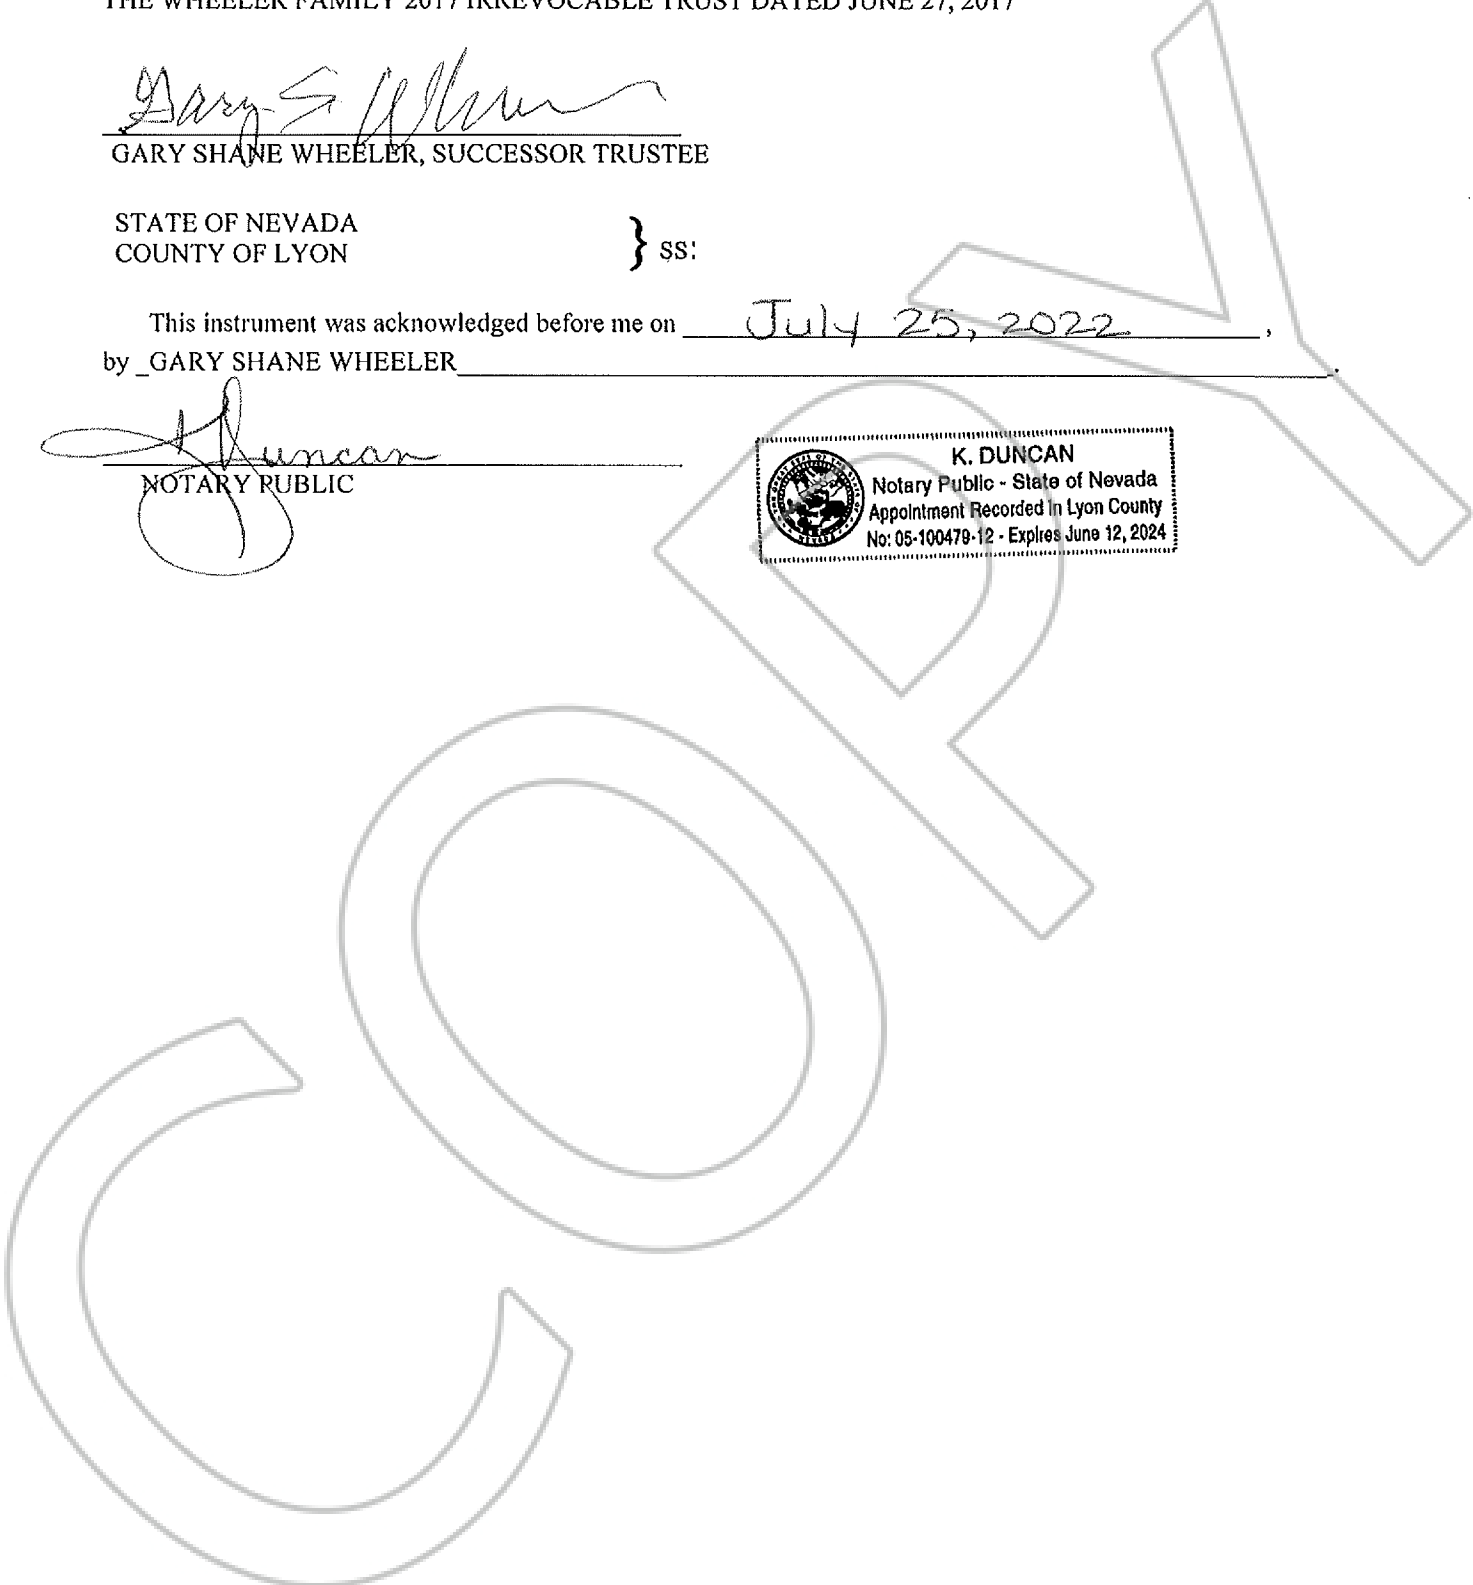 THE WHEELER FAMILY 2017 IRREVOCABLE TRUST DATED JUNE 27, 2017
Gary S Wheeler
GARY SHANE WHEELER, SUCCESSOR TRUSTEE
STATE OF NEVADA
COUNTY OF LYON } ss:
This instrument was acknowledged before me on July 25, 2022,
by _GARY SHANE WHEELER_.
K Duncan
NOTARY PUBLIC
K. DUNCAN
Notary Public - State of Nevada
Appointment Recorded In Lyon County
No: 05-100479-12 - Expires June 12, 2024
COPY